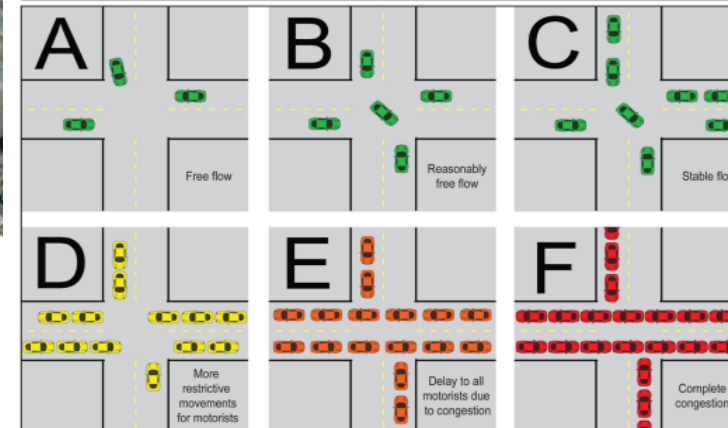 A
Free flow
B
Reasonably
free flow
C
Stable flo
D
More
restrictive
movements
for motorists
E
Delay to all
motorists due
to congestion
F
Complete
congestion